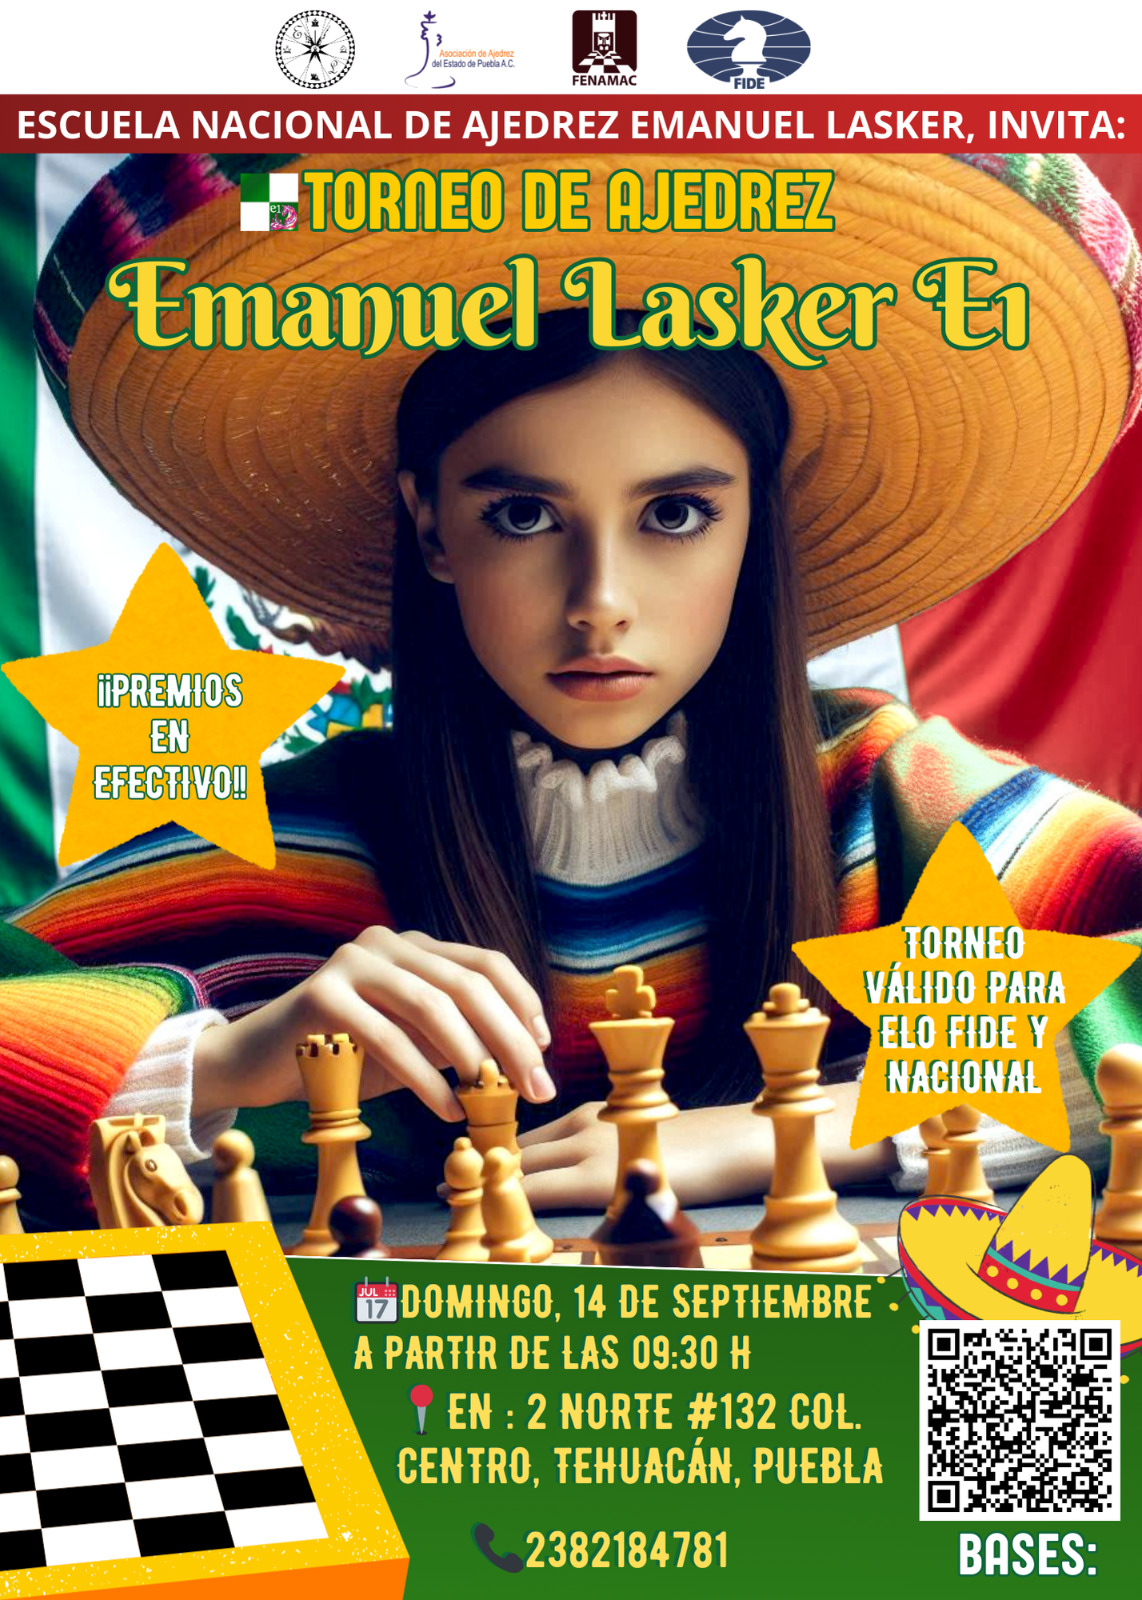 Asociación de Ajedrez
del Estado de Puebla A.C.
FENAMAC
FIDE
ESCUELA NACIONAL DE AJEDREZ EMANUEL LASKER, INVITA:
TORNEO DE AJEDREZ
Emanuel Lasker E1
¡¡PREMIOS
EN
EFECTIVO!!
TORNEO
VÁLIDO PARA
ELO FIDE Y
NACIONAL
JUL
17
DOMINGO, 14 DE SEPTIEMBRE
A PARTIR DE LAS 09:30 H
EN : 2 NORTE #132 COL.
CENTRO, TEHUACÁN, PUEBLA
2382184781
BASES: